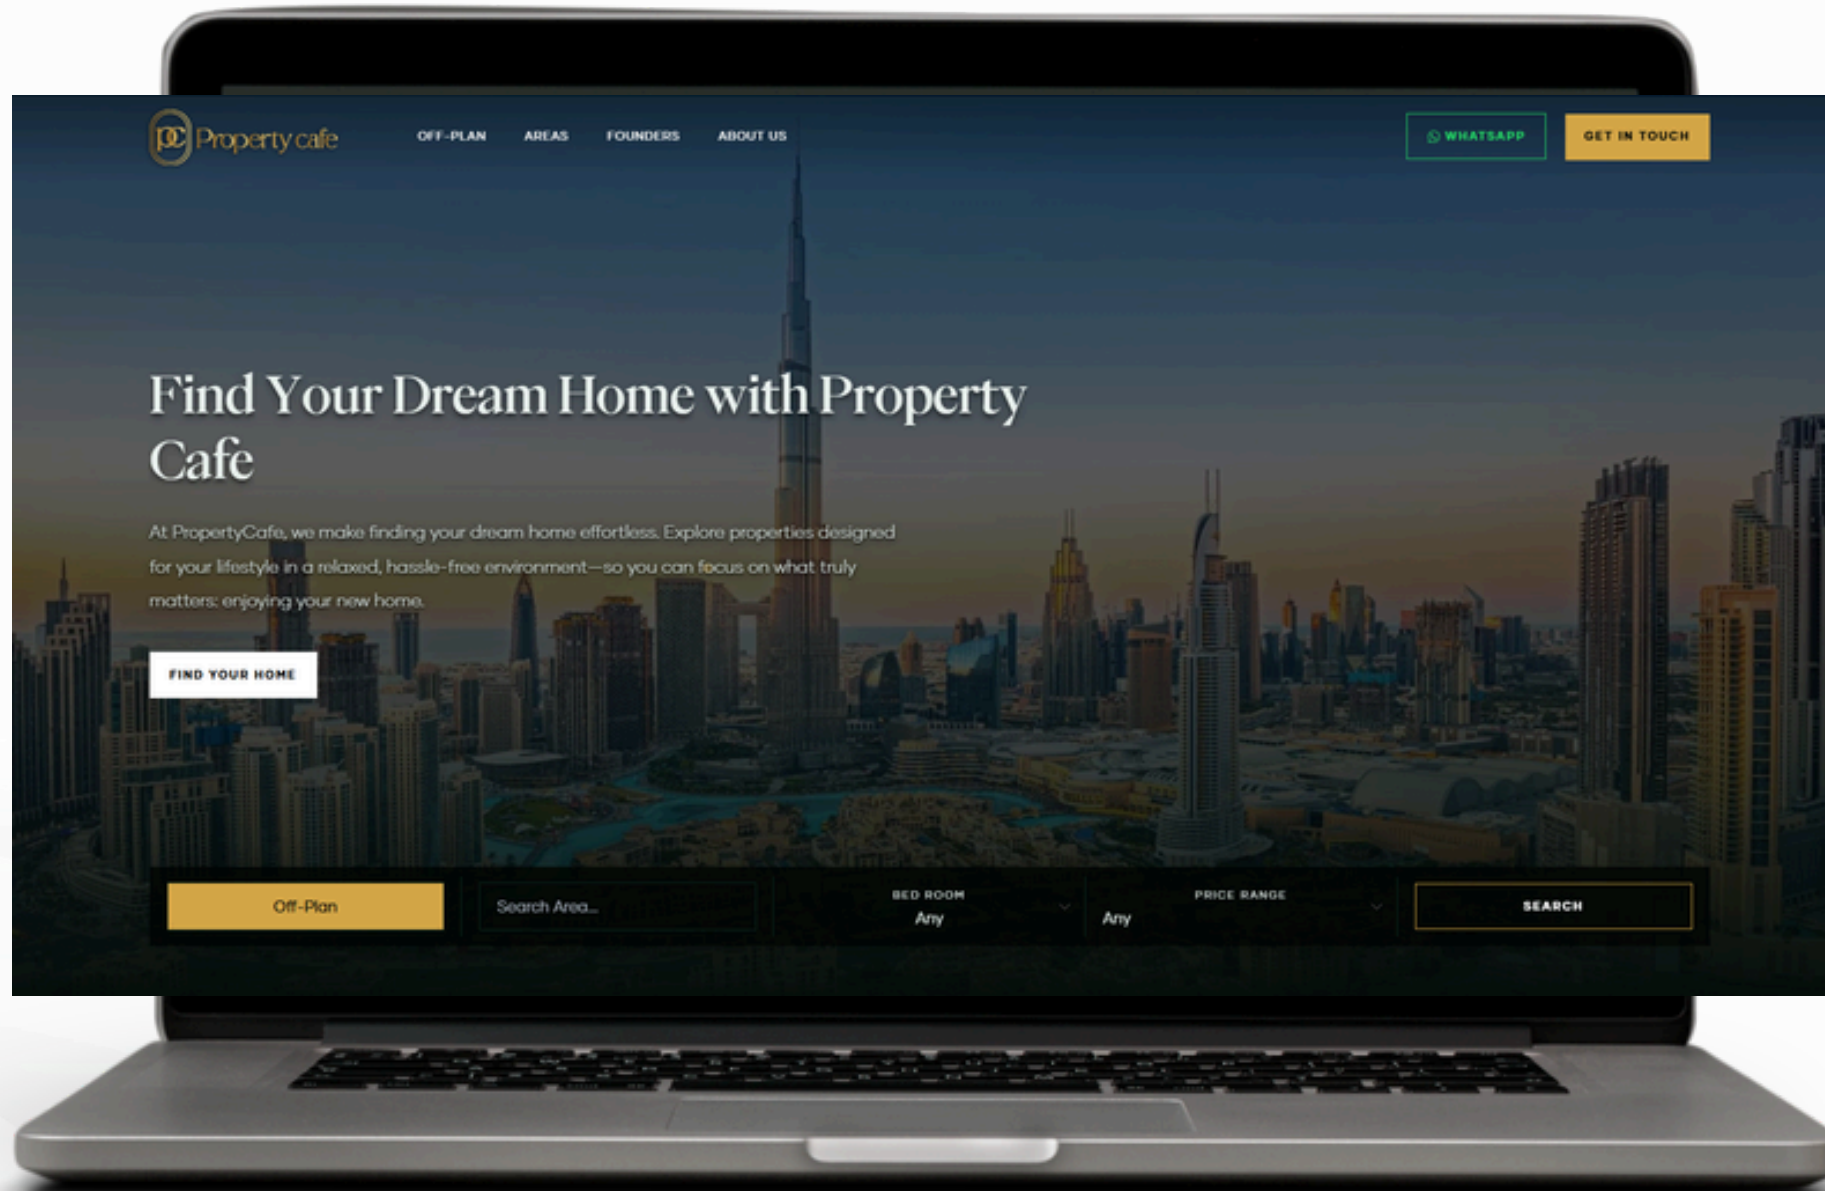 pc Property cafe
OFF-PLAN
AREAS
FOUNDERS
ABOUT US
WHATSAPP
GET IN TOUCH
Find Your Dream Home with Property
Cafe
At PropertyCafe, we make finding your dream home effortless. Explore properties designed
for your lifestyle in a relaxed, hassle-free environment—so you can focus on what truly
matters: enjoying your new home.
FIND YOUR HOME
Off-Plan
Search Area...
BED ROOM
Any
PRICE RANGE
Any
SEARCH